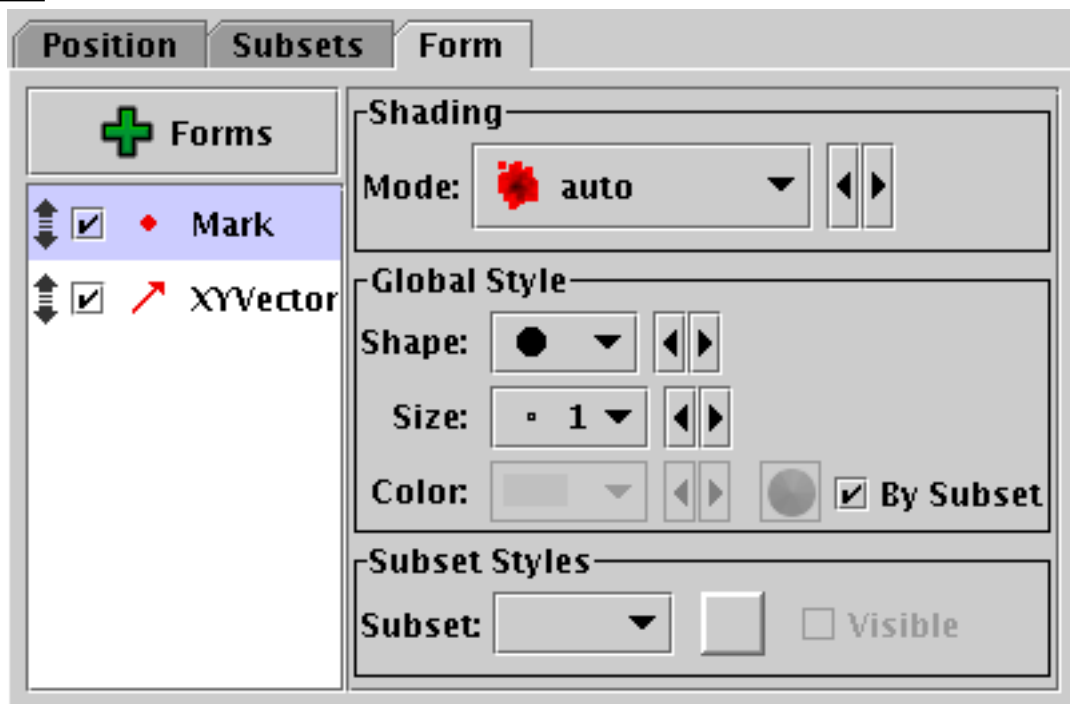 Position Subsets Form
Forms
Mark
XYVector
Shading
Mode: auto
Global Style
Shape:
Size: 1
Color: By Subset
Subset Styles
Subset: Visible